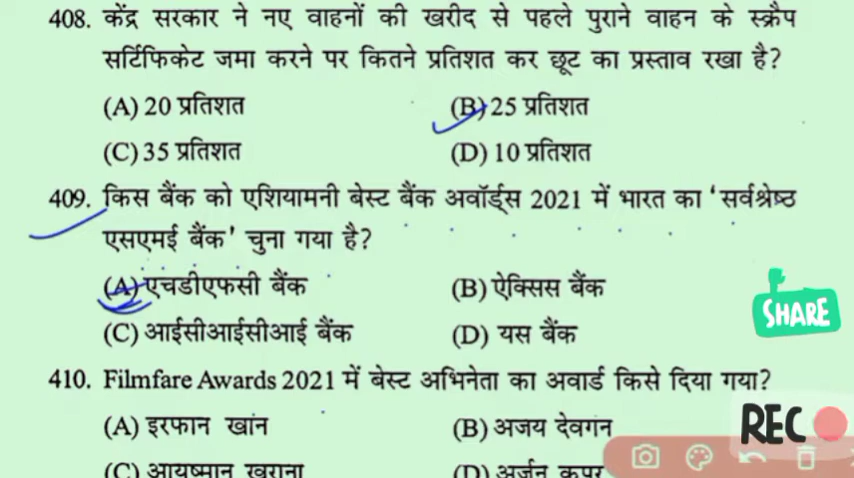 408. केंद्र सरकार ने नए वाहनों की खरीद से पहले पुराने वाहन के स्क्रैप
सर्टिफिकेट जमा करने पर कितने प्रतिशत कर छूट का प्रस्ताव रखा है?
(A) 20 प्रतिशत (B) 25 प्रतिशत
(C) 35 प्रतिशत (D) 10 प्रतिशत
409. किस बैंक को एशियामनी बेस्ट बैंक अवॉर्ड्स 2021 में भारत का 'सर्वश्रेष्ठ
एसएमई बैंक' चुना गया है?
(A) एचडीएफसी बैंक (B) ऐक्सिस बैंक
SHARE
(C) आईसीआईसीआई बैंक (D) यस बैंक
410. Filmfare Awards 2021 में बेस्ट अभिनेता का अवार्ड किसे दिया गया?
(A) इरफान खान (B) अजय देवगन
REC
(C) आयुष्मान खुराना (D) अर्जुन कपूर